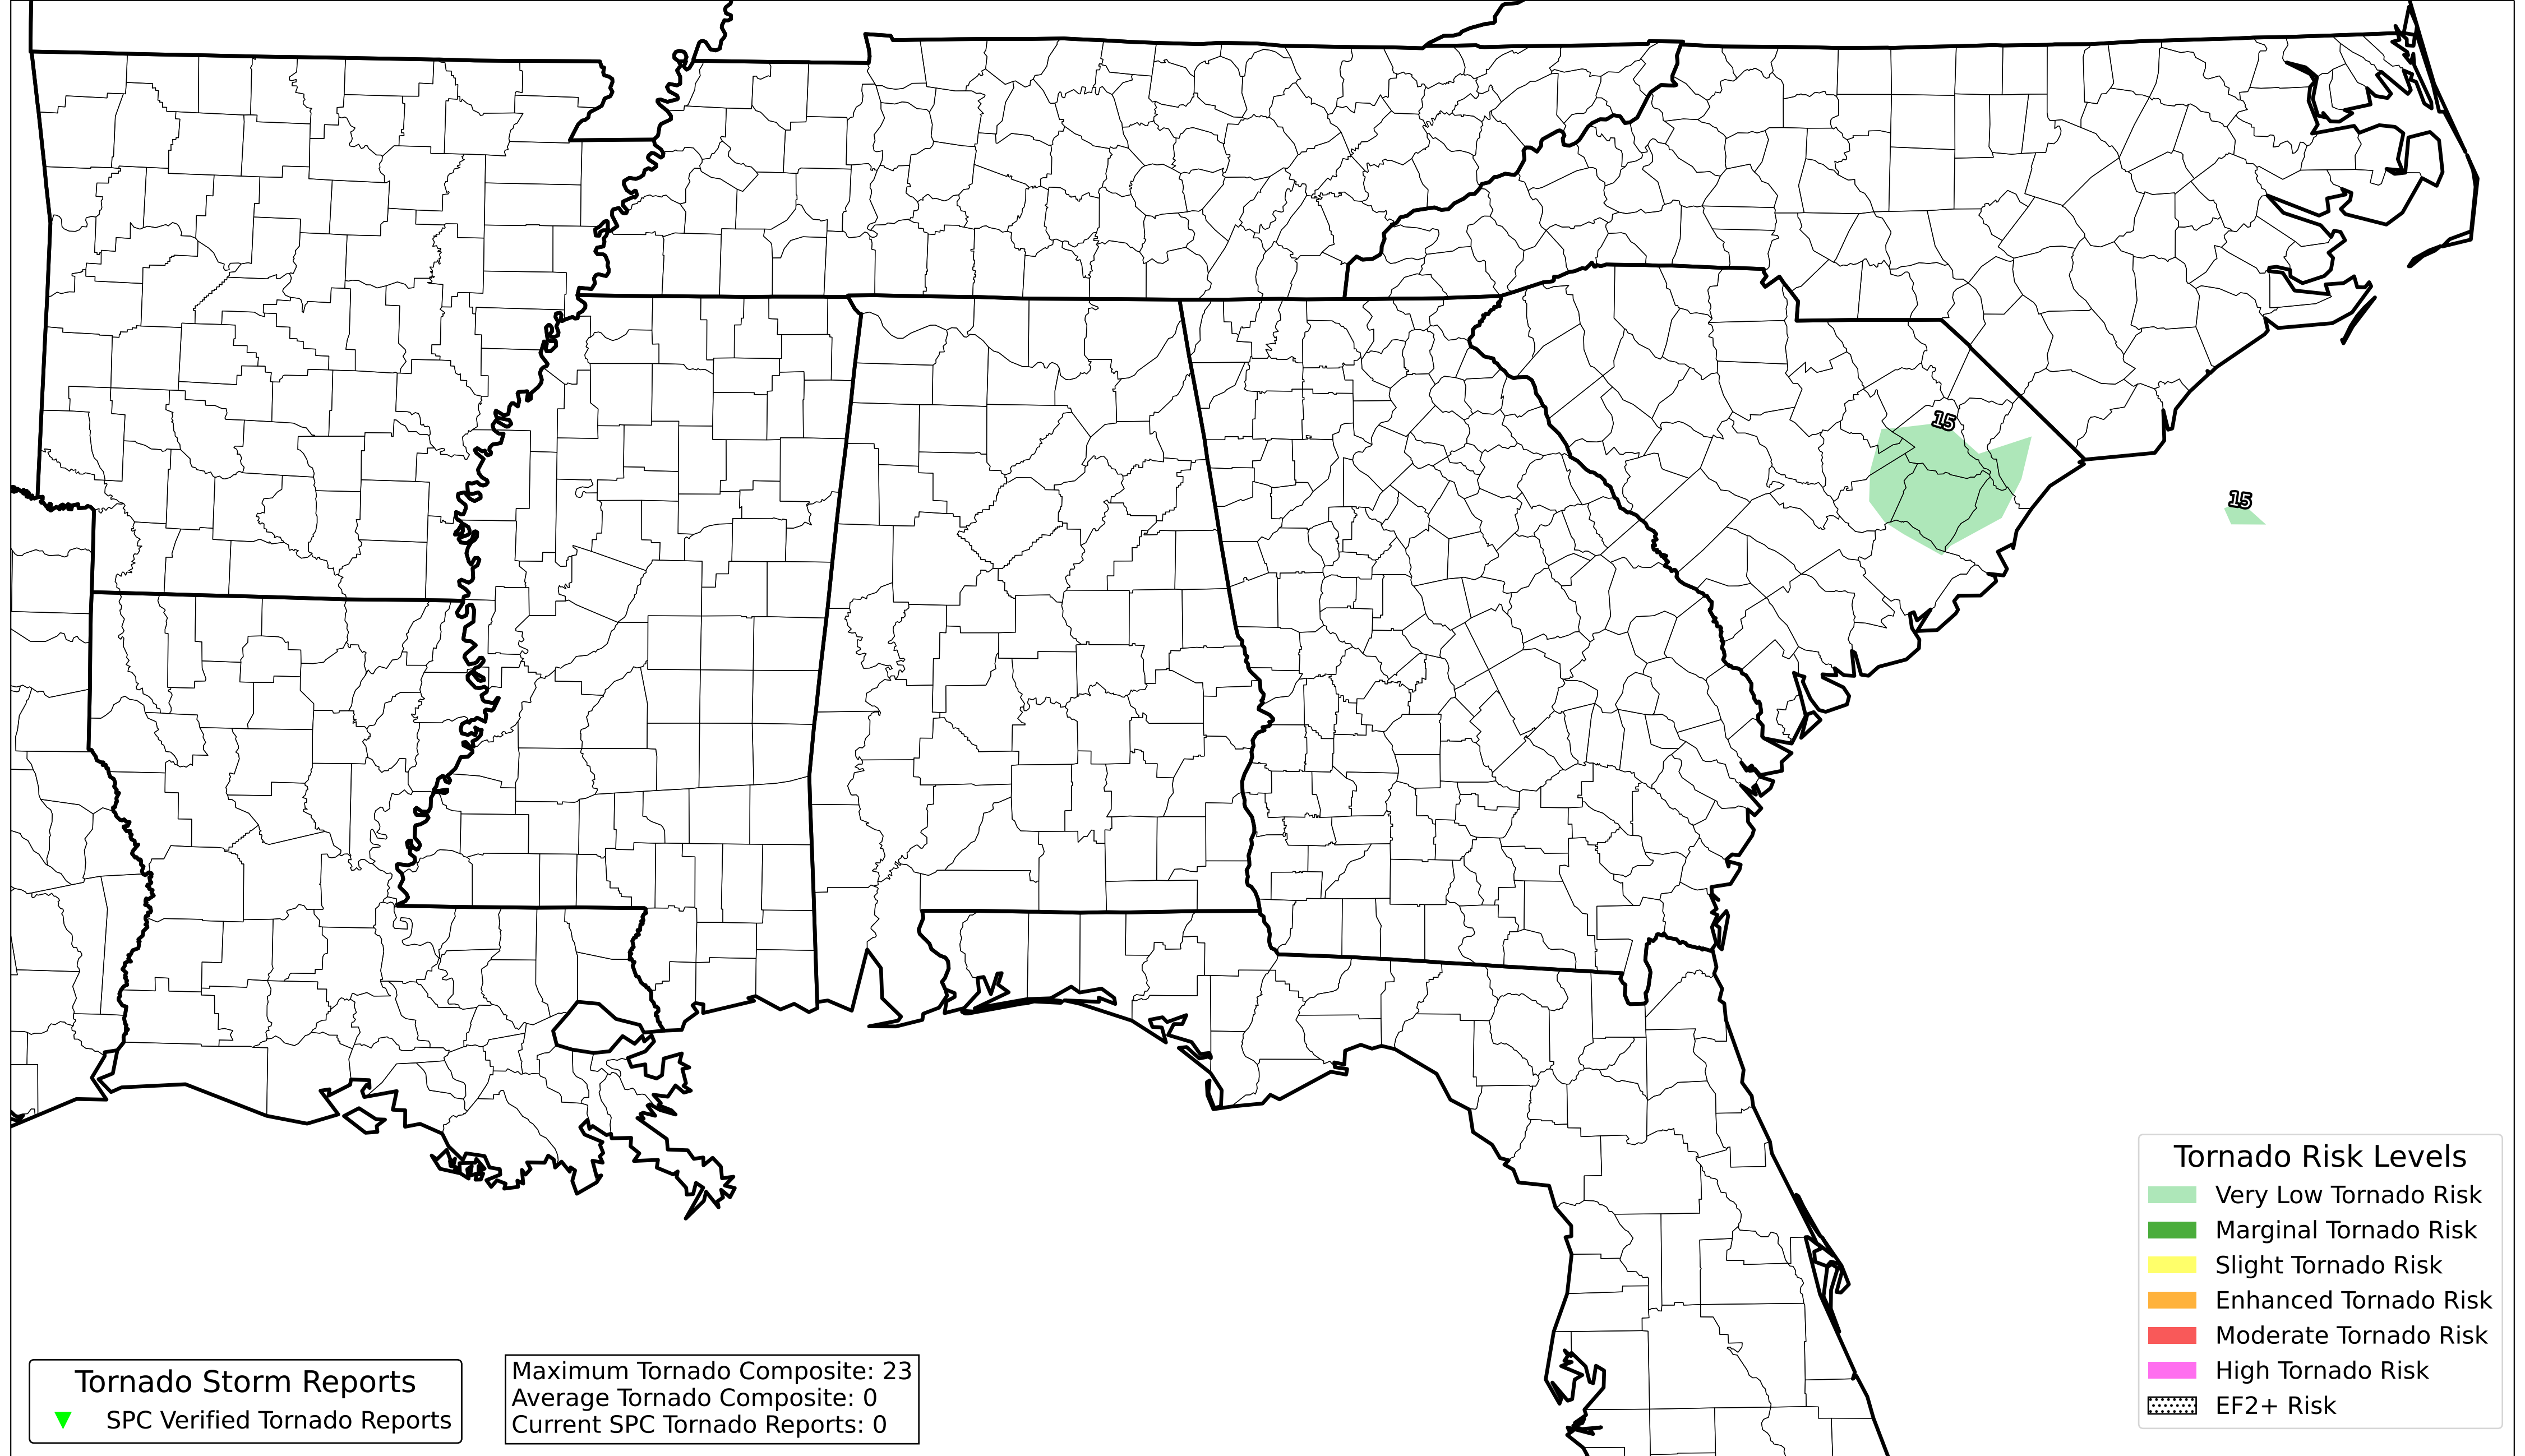 15
15
Tornado Risk Levels
Very Low Tornado Risk
Marginal Tornado Risk
Slight Tornado Risk
Enhanced Tornado Risk
Moderate Tornado Risk
High Tornado Risk
EF2+ Risk
Tornado Storm Reports
SPC Verified Tornado Reports
Maximum Tornado Composite: 23
Average Tornado Composite: 0
Current SPC Tornado Reports: 0